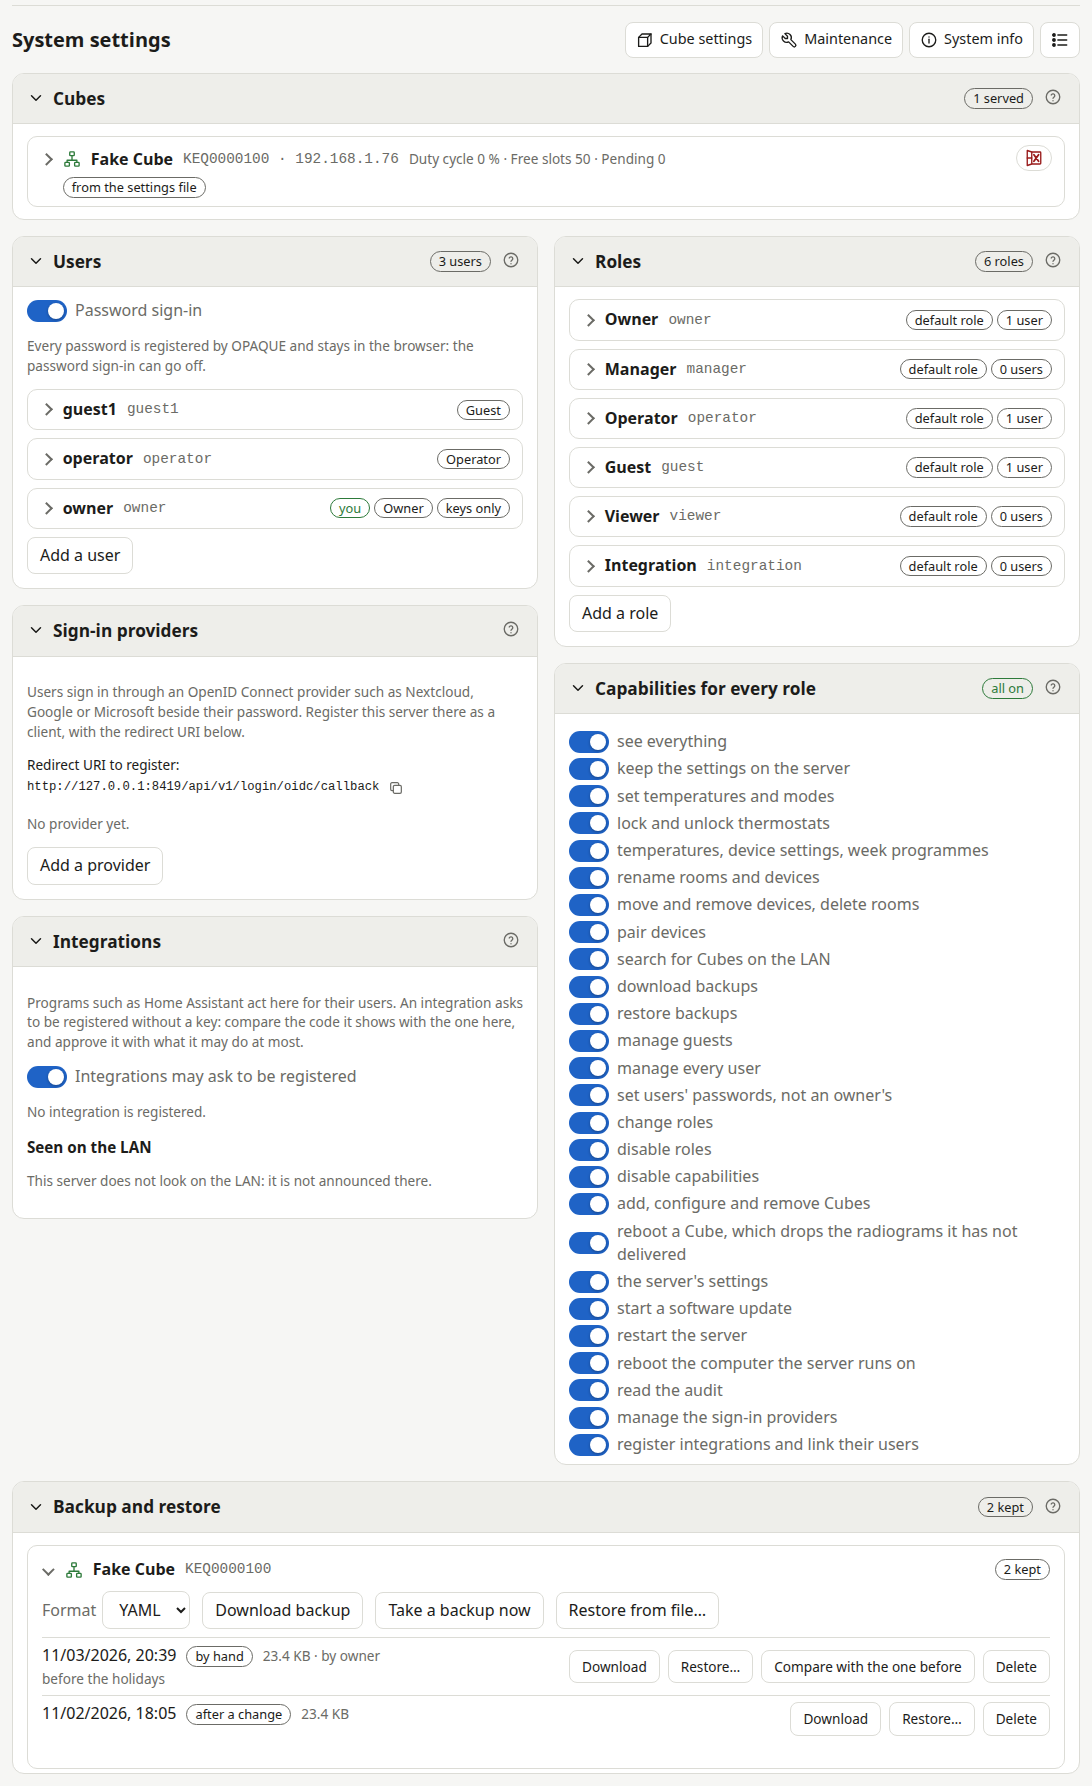 System settings
Cube settings
Maintenance
System info
Cubes
1 served
Fake Cube KEQ0000100 · 192.168.1.76 Duty cycle 0 % · Free slots 50 · Pending 0
from the settings file
Users
3 users
Password sign-in
Every password is registered by OPAQUE and stays in the browser: the
password sign-in can go off.
guest1 guest1 Guest
operator operator Operator
owner owner you Owner keys only
Add a user
Roles
6 roles
Owner owner default role 1 user
Manager manager default role 0 users
Operator operator default role 1 user
Guest guest default role 1 user
Viewer viewer default role 0 users
Integration integration default role 0 users
Add a role
Sign-in providers
Users sign in through an OpenID Connect provider such as Nextcloud,
Google or Microsoft beside their password. Register this server there as a
client, with the redirect URI below.
Redirect URI to register:
http://127.0.0.1:8419/api/v1/login/oidc/callback
No provider yet.
Add a provider
Integrations
Programs such as Home Assistant act here for their users. An integration asks
to be registered without a key: compare the code it shows with the one here,
and approve it with what it may do at most.
Integrations may ask to be registered
No integration is registered.
Seen on the LAN
This server does not look on the LAN: it is not announced there.
Capabilities for every role
all on
see everything
keep the settings on the server
set temperatures and modes
lock and unlock thermostats
temperatures, device settings, week programmes
rename rooms and devices
move and remove devices, delete rooms
pair devices
search for Cubes on the LAN
download backups
restore backups
manage guests
manage every user
set users' passwords, not an owner's
change roles
disable roles
disable capabilities
add, configure and remove Cubes
reboot a Cube, which drops the radiograms it has not
delivered
the server's settings
start a software update
restart the server
reboot the computer the server runs on
read the audit
manage the sign-in providers
register integrations and link their users
Backup and restore
2 kept
Fake Cube KEQ0000100 2 kept
Format YAML Download backup Take a backup now Restore from file...
11/03/2026, 20:39 by hand 23.4 KB · by owner Download Restore... Compare with the one before Delete
before the holidays
11/02/2026, 18:05 after a change 23.4 KB Download Restore... Delete